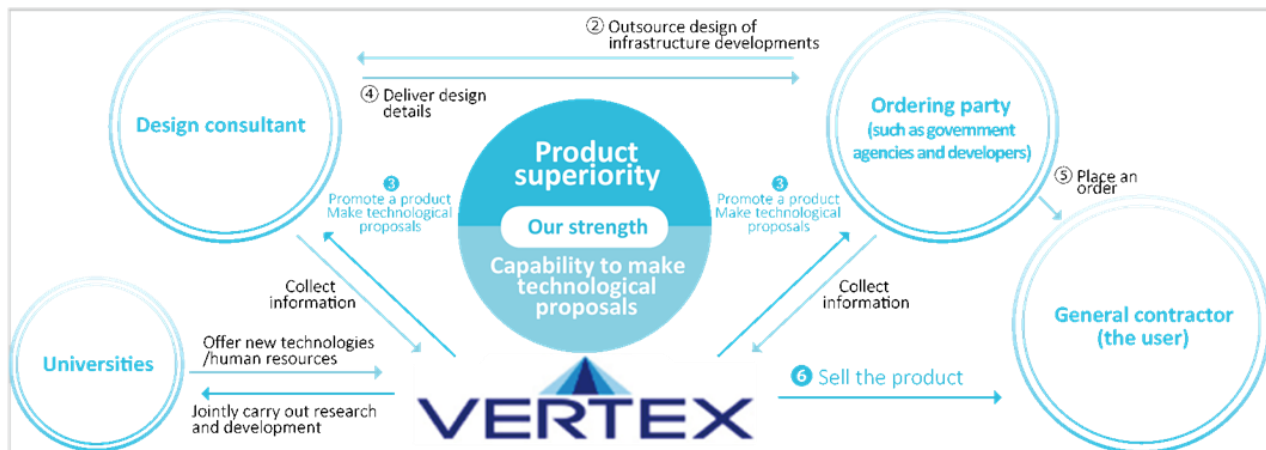 ② Outsource design of
infrastructure developments
④ Deliver design
details
Design consultant
Ordering party
(such as government
agencies and developers)
Product
superiority
Our strength
Capability to make
technological
proposals
❸
Promote a product
Make technological
proposals
❸
Promote a product
Make technological
proposals
⑤ Place an
order
Collect
information
Collect
information
General contractor
(the user)
Universities
Offer new technologies
/human resources
Jointly carry out research
and development
VERTEX
❻ Sell the product